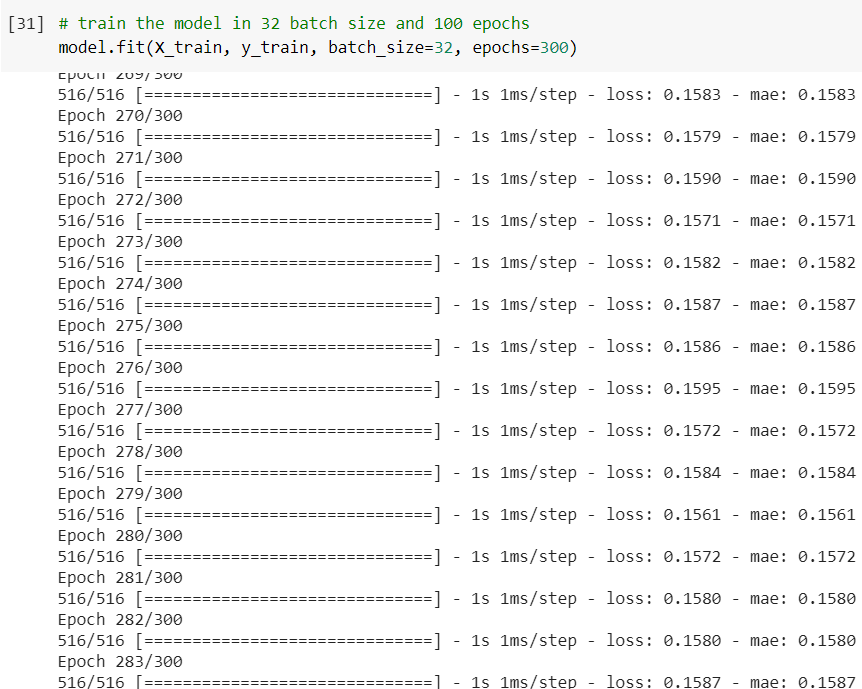 [31] # train the model in 32 batch size and 100 epochs
model.fit(X_train, y_train, batch_size=32, epochs=300)
Epoch 269/300
516/516 [==============================] - 1s 1ms/step - loss: 0.1583 - mae: 0.1583
Epoch 270/300
516/516 [==============================] - 1s 1ms/step - loss: 0.1579 - mae: 0.1579
Epoch 271/300
516/516 [==============================] - 1s 1ms/step - loss: 0.1590 - mae: 0.1590
Epoch 272/300
516/516 [==============================] - 1s 1ms/step - loss: 0.1571 - mae: 0.1571
Epoch 273/300
516/516 [==============================] - 1s 1ms/step - loss: 0.1582 - mae: 0.1582
Epoch 274/300
516/516 [==============================] - 1s 1ms/step - loss: 0.1587 - mae: 0.1587
Epoch 275/300
516/516 [==============================] - 1s 1ms/step - loss: 0.1586 - mae: 0.1586
Epoch 276/300
516/516 [==============================] - 1s 1ms/step - loss: 0.1595 - mae: 0.1595
Epoch 277/300
516/516 [==============================] - 1s 1ms/step - loss: 0.1572 - mae: 0.1572
Epoch 278/300
516/516 [==============================] - 1s 1ms/step - loss: 0.1584 - mae: 0.1584
Epoch 279/300
516/516 [==============================] - 1s 1ms/step - loss: 0.1561 - mae: 0.1561
Epoch 280/300
516/516 [==============================] - 1s 1ms/step - loss: 0.1572 - mae: 0.1572
Epoch 281/300
516/516 [==============================] - 1s 1ms/step - loss: 0.1580 - mae: 0.1580
Epoch 282/300
516/516 [==============================] - 1s 1ms/step - loss: 0.1580 - mae: 0.1580
Epoch 283/300
516/516 [==============================] - 1s 1ms/step - loss: 0.1587 - mae: 0.1587